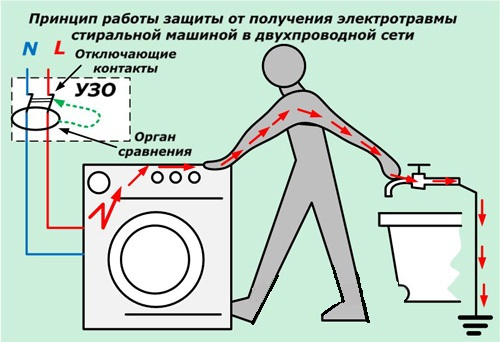 Принцип работы защиты от получения электротравмы
стиральной машиной в двухпроводной сети
N L
Отключающие
контакты
УЗО
Орган
сравнения